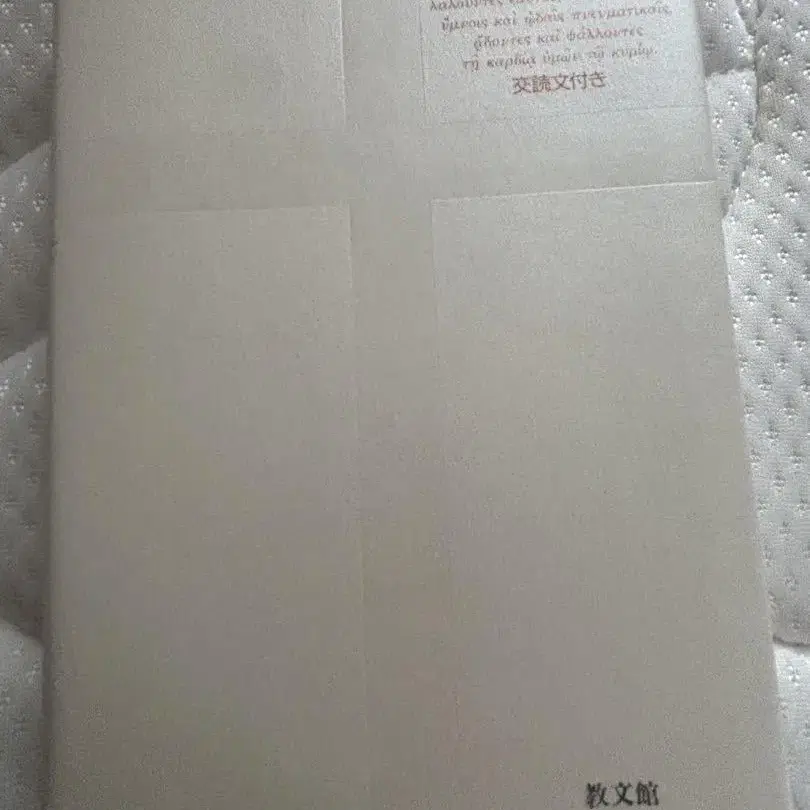 λαλοῦντες
ὕμνοις καὶ ᾠδαῖς πνευματικαῖς,
ᾄδοντες καὶ ψάλλοντες
τῇ καρδίᾳ ὑμῶν τῷ κυρίῳ.
交読文付き
教文館